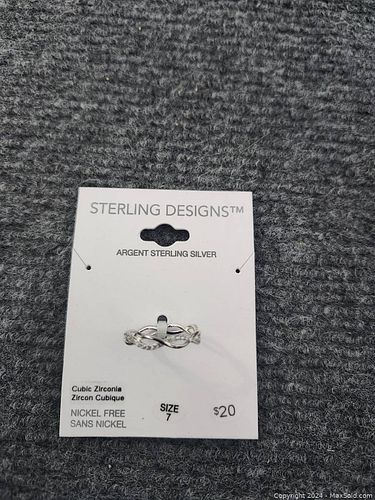 STERLING DESIGNS™
ARGENT STERLING SILVER
Cubic Zirconia
Zircon Cubique
NICKEL FREE
SANS NICKEL
SIZE
7
$20
Copyright 2024 - MaxSold.com